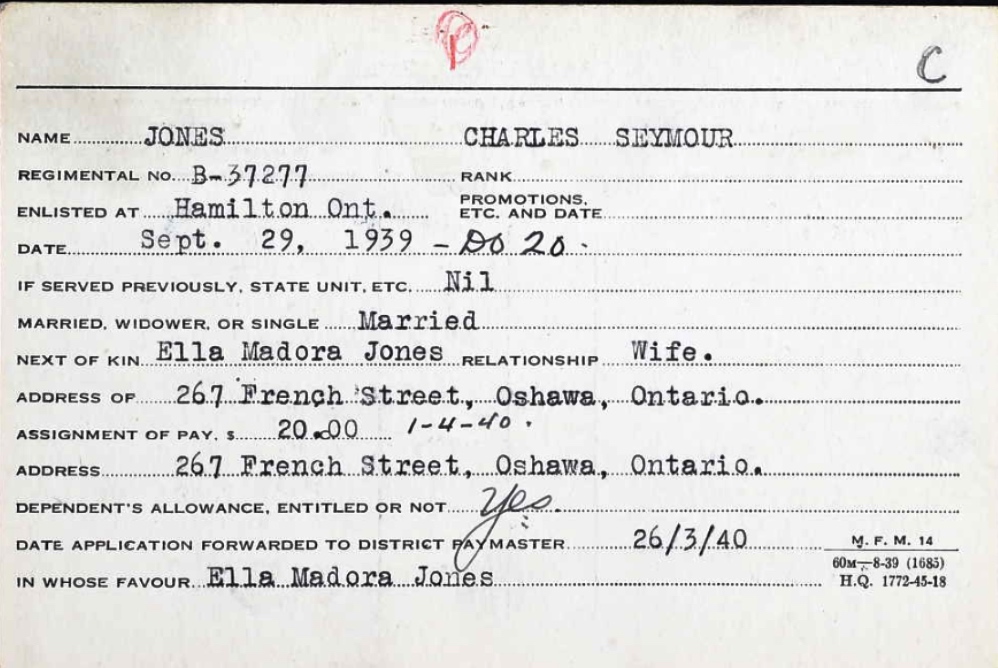 C
NAME JONES CHARLES SEYMOUR
REGIMENTAL NO. B-37277 RANK
ENLISTED AT Hamilton Ont. PROMOTIONS, ETC. AND DATE
DATE Sept. 29, 1939 - DO 20.
IF SERVED PREVIOUSLY, STATE UNIT, ETC. Nil
MARRIED, WIDOWER, OR SINGLE Married
NEXT OF KIN Ella Madora Jones RELATIONSHIP Wife.
ADDRESS OF 267 French Street, Oshawa, Ontario.
ASSIGNMENT OF PAY, $ 20.00 1-4-40.
ADDRESS 267 French Street, Oshawa, Ontario.
DEPENDENT'S ALLOWANCE, ENTITLED OR NOT Yes.
DATE APPLICATION FORWARDED TO DISTRICT PAYMASTER 26/3/40
IN WHOSE FAVOUR Ella Madora Jones
M. F. M. 14
60M—8-39 (1685)
H.Q. 1772-45-18